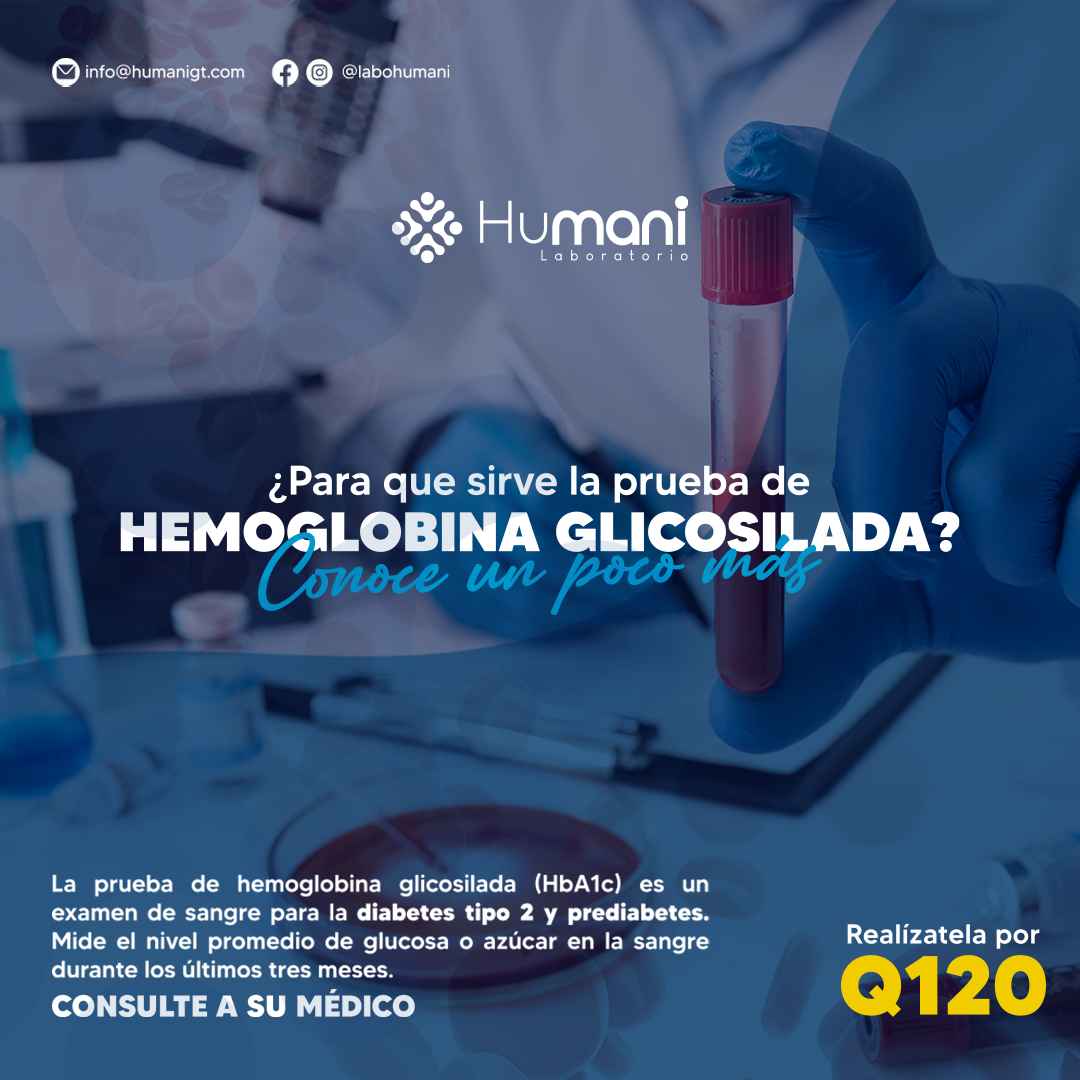 info@humanigt.com @labohumani
Humani
Laboratorio
¿Para que sirve la prueba de
HEMOGLOBINA GLICOSILADA?
Conoce un poco más
La prueba de hemoglobina glicosilada (HbA1c) es un
examen de sangre para la diabetes tipo 2 y prediabetes.
Mide el nivel promedio de glucosa o azúcar en la sangre
durante los últimos tres meses.
CONSULTE A SU MÉDICO
Realízatela por
Q120